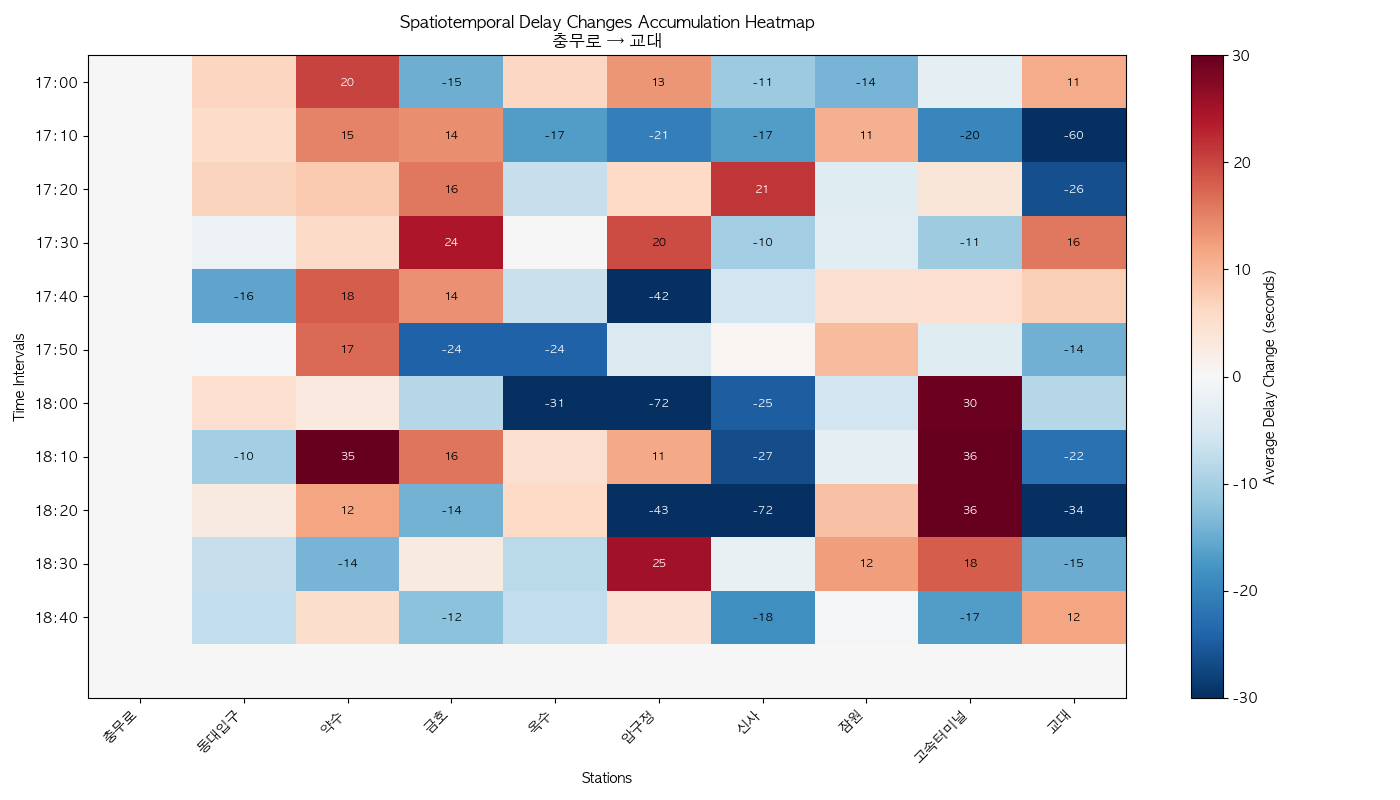 Spatiotemporal Delay Changes Accumulation Heatmap
충무로 → 교대
Time Intervals
17:00 20 -15 13 -11 -14 11
17:10 15 14 -17 -21 -17 11 -20 -60
17:20 16 21 -26
17:30 24 20 -10 -11 16
17:40 -16 18 14 -42
17:50 17 -24 -24 -14
18:00 -31 -72 -25 30
18:10 -10 35 16 11 -27 36 -22
18:20 12 -14 -43 -72 36 -34
18:30 -14 25 12 18 -15
18:40 -12 -18 -17 12
충무로 동대입구 약수 금호 옥수 압구정 신사 잠원 고속터미널 교대
Stations
30
20
10
0
-10
-20
-30
Average Delay Change (seconds)